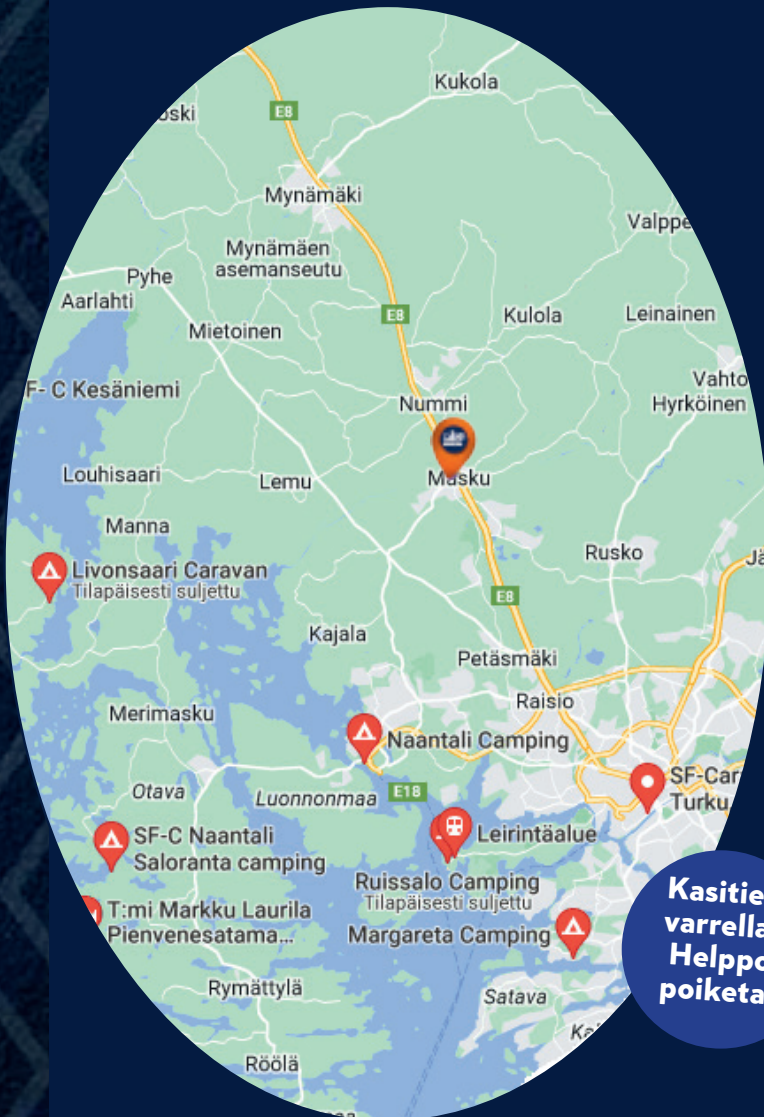 Kukola
E8
Mynämäki
Mynämäen
asemanseutu
Pyhe
Aarlahti
Mietoinen
E8
Kulola
Leinainen
F- C Kesäniemi
Nummi
Vahto
Hyrköinen
Louhisaari
Lemu
Masku
Manna
Rusko
Livonsaari Caravan
Tilapäisesti suljettu
E8
Kajala
Petäsmäki
Raisio
Merimasku
Naantali Camping
Otava
Luonnonmaa
E18
SF-Car
Turku
SF-C Naantali
Saloranta camping
Leirintäalue
Ruissalo Camping
Tilapäisesti suljettu
T:mi Markku Laurila
Pienvenesatama...
Margareta Camping
Kasitie
varrella
Helppo
poiketa
Rymättylä
Satava
Röölä